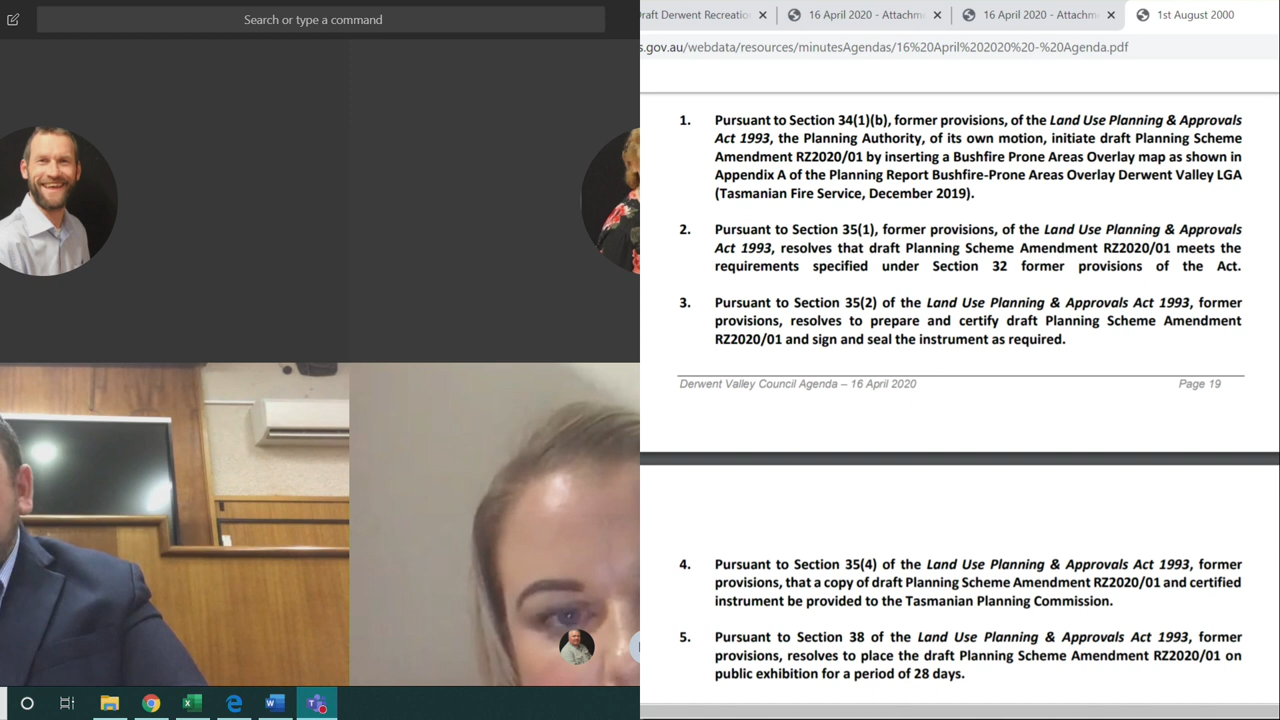 Search or type a command
raft Derwent Recreatio
16 April 2020 - Attachm
16 April 2020 - Attachm
1st August 2000
s.gov.au/webdata/resources/minutesAgendas/16%20April%202020%20-%20Agenda.pdf
1. Pursuant to Section 34(1)(b), former provisions, of the Land Use Planning & Approvals
Act 1993, the Planning Authority, of its own motion, initiate draft Planning Scheme
Amendment RZ2020/01 by inserting a Bushfire Prone Areas Overlay map as shown in
Appendix A of the Planning Report Bushfire-Prone Areas Overlay Derwent Valley LGA
(Tasmanian Fire Service, December 2019).
2. Pursuant to Section 35(1), former provisions, of the Land Use Planning & Approvals
Act 1993, resolves that draft Planning Scheme Amendment RZ2020/01 meets the
requirements specified under Section 32 former provisions of the Act.
3. Pursuant to Section 35(2) of the Land Use Planning & Approvals Act 1993, former
provisions, resolves to prepare and certify draft Planning Scheme Amendment
RZ2020/01 and sign and seal the instrument as required.
Derwent Valley Council Agenda – 16 April 2020 Page 19
4. Pursuant to Section 35(4) of the Land Use Planning & Approvals Act 1993, former
provisions, that a copy of draft Planning Scheme Amendment RZ2020/01 and certified
instrument be provided to the Tasmanian Planning Commission.
5. Pursuant to Section 38 of the Land Use Planning & Approvals Act 1993, former
provisions, resolves to place the draft Planning Scheme Amendment RZ2020/01 on
public exhibition for a period of 28 days.